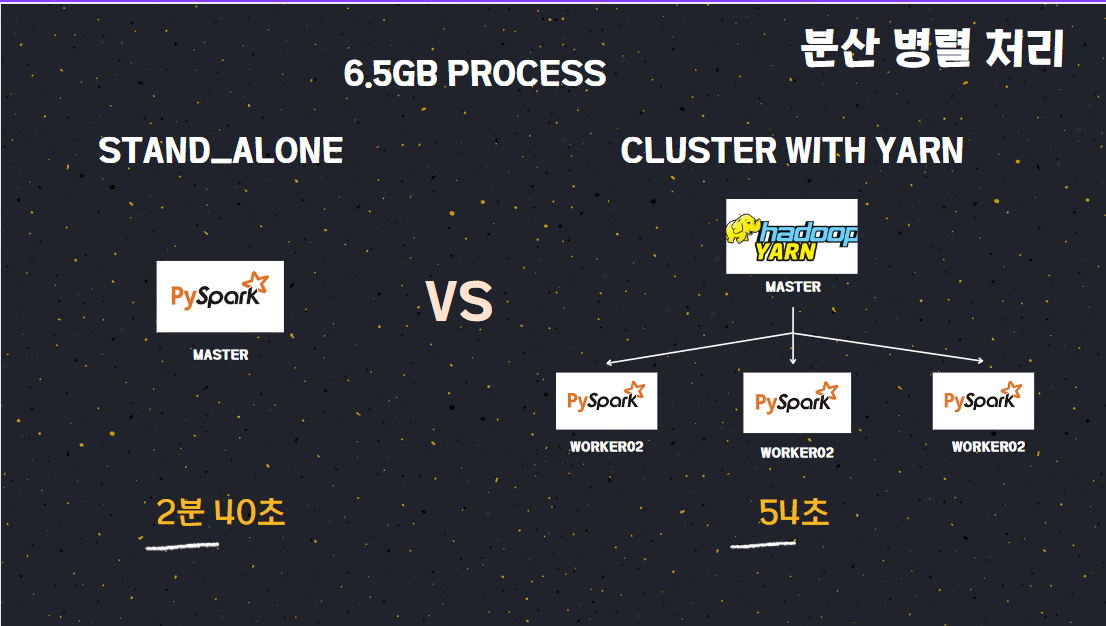 분산 병렬 처리
6.5GB PROCESS
STAND_ALONE
CLUSTER WITH YARN
hadoop
YARN
MASTER
PySpark
MASTER
VS
PySpark
PySpark
PySpark
WORKER02
WORKER02
WORKER02
2분 40초
54초